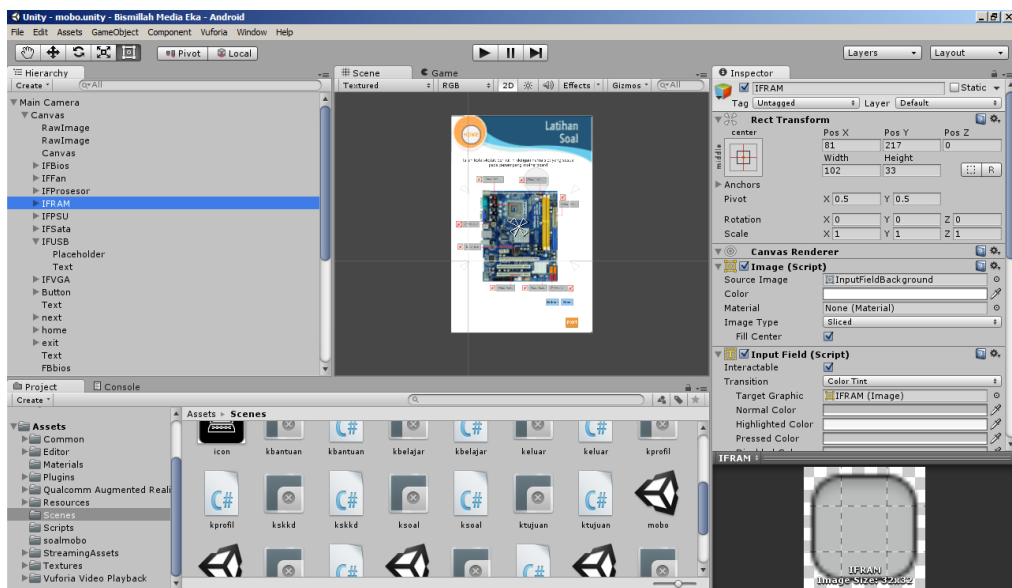 Unity - mobo.unity - Bismillah Media Eka - Android
File Edit Assets GameObject Component Vuforia Window Help
Pivot Local Layers Layout
Hierarchy
Create All
Main Camera
Canvas
RawImage
RawImage
Canvas
IFBios
IFFan
IFProsesor
IFRAM
IFPSU
IFSata
IFUSB
Placeholder
Text
IFVGA
Button
Text
next
home
exit
Text
FBbios
Scene Game
Textured RGB 2D Effects Gizmos All
Latihan
Soal
Inspector
IFRAM Static
Tag Untagged Layer Default
Rect Transform
center Pos X Pos Y Pos Z
middle 81 217 0
Width Height
102 33 R
Anchors
Pivot X 0.5 Y 0.5
Rotation X 0 Y 0 Z 0
Scale X 1 Y 1 Z 1
Canvas Renderer
Image (Script)
Source Image InputFieldBackground
Color
Material None (Material)
Image Type Sliced
Fill Center
Input Field (Script)
Interactable
Transition Color Tint
Target Graphic IFRAM (Image)
Normal Color
Highlighted Color
Pressed Color
IFRAM
IFRAM
Image Size: 32x32
Project Console
Create
Assets
Common
Editor
Materials
Plugins
Qualcomm Augmented Reali
Resources
Scenes
Scripts
soalmobo
StreamingAssets
Textures
Vuforia Video Playback
Assets Scenes
C# C# C#
icon kbantuan kbantuan kbelajar kbelajar keluar keluar kprofil
C# C# C# C#
kprofil kskkd kskkd ksoal ksoal ktujuan ktujuan mobo
C# C# C#